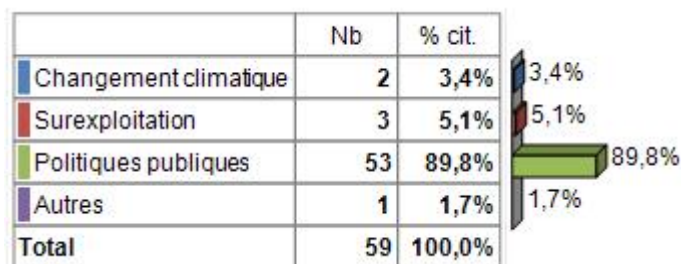 Nb % cit.
Changement climatique 2 3,4% 3,4%
Surexploitation 3 5,1% 5,1%
Politiques publiques 53 89,8% 89,8%
Autres 1 1,7% 1,7%
Total 59 100,0%